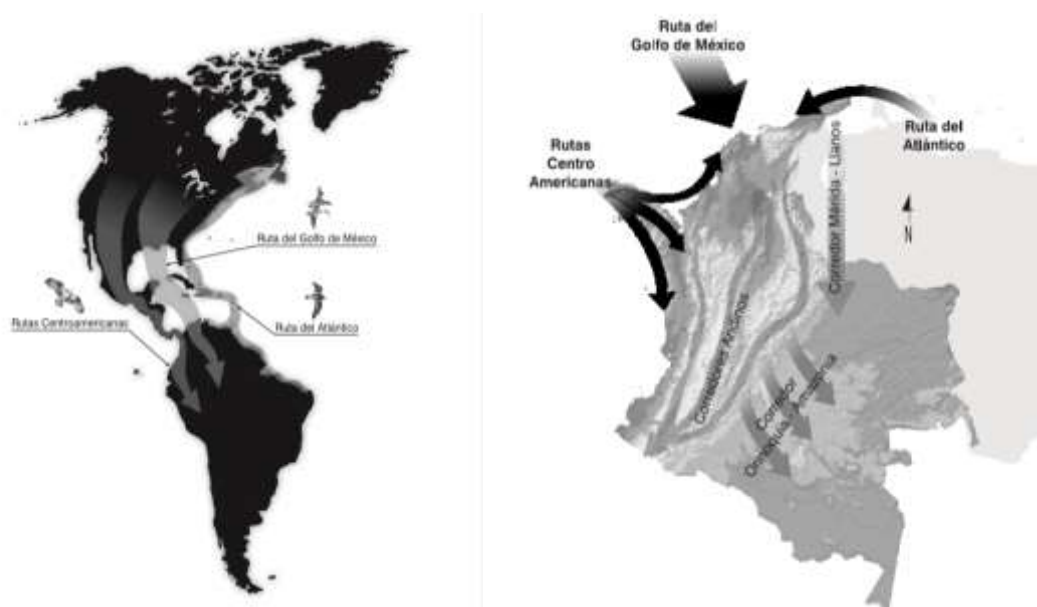 Ruta del Golfo de México
Rutas Centroamericanas
Ruta del Atlántico
Ruta del
Golfo de México
Rutas
Centro
Americanas
Ruta del
Atlántico
Corredor Mérida - Llanos
N
Corredores Andinos
Corredor
Orinoquia - Amazonia